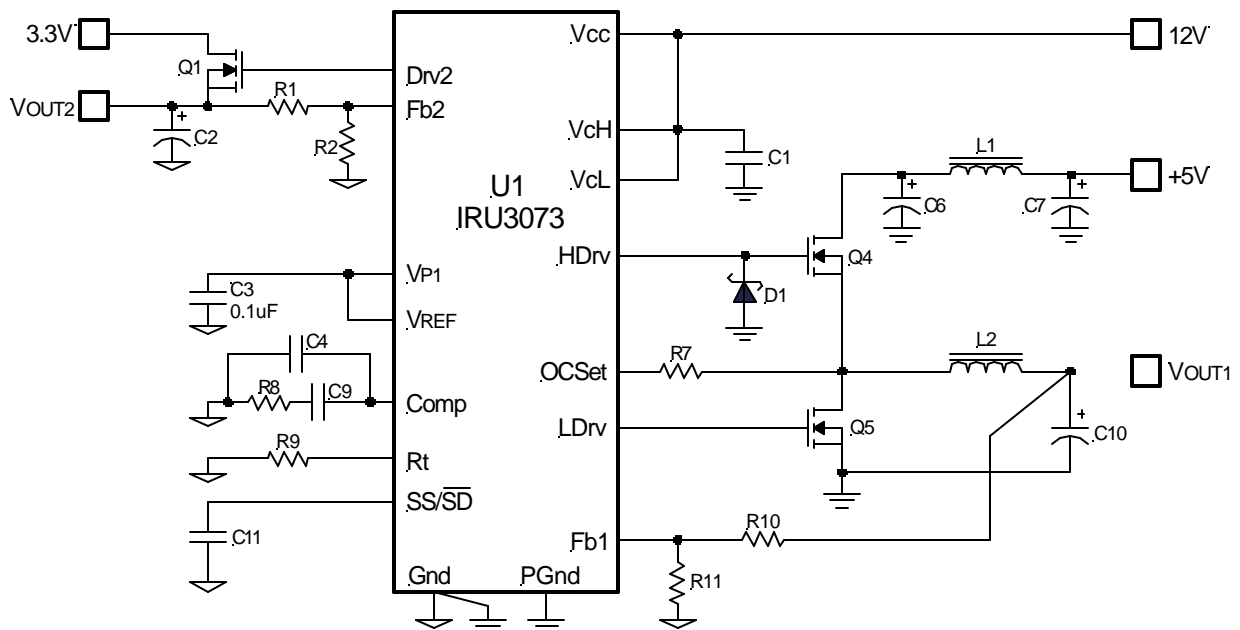 3.3V
Q1
VOUT2
C2
R1
R2
Drv2
Fb2
Vcc
12V
VcH
VcL
C1
U1
IRU3073
L1
+5V
C6
C7
HDrv
Q4
D1
C3
0.1uF
VP1
VREF
C4
R8
C9
Comp
OCSet
R7
L2
VOUT1
LDrv
Q5
C10
R9
Rt
SS/SD
C11
Fb1
R10
R11
Gnd
PGnd